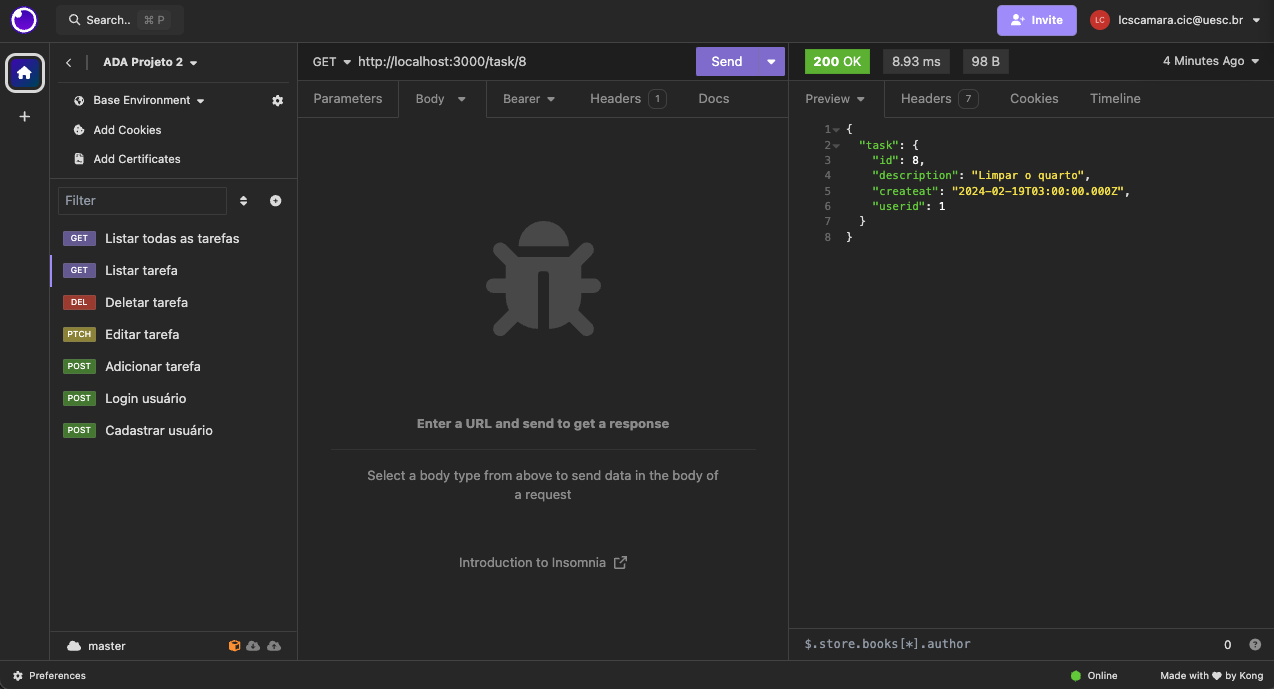 Search.. ⌘ P
Invite
LC lcscamara.cic@uesc.br
ADA Projeto 2
Base Environment
Add Cookies
Add Certificates
Filter
GET Listar todas as tarefas
GET Listar tarefa
DEL Deletar tarefa
PTCH Editar tarefa
POST Adicionar tarefa
POST Login usuário
POST Cadastrar usuário
master
GET http://localhost:3000/task/8 Send
Parameters Body Bearer Headers 1 Docs
Enter a URL and send to get a response
Select a body type from above to send data in the body of
a request
Introduction to Insomnia
200 OK 8.93 ms 98 B 4 Minutes Ago
Preview Headers 7 Cookies Timeline
1 {
2 "task": {
3 "id": 8,
4 "description": "Limpar o quarto",
5 "createat": "2024-02-19T03:00:00.000Z",
6 "userid": 1
7 }
8 }
$.store.books[*].author 0 ?
Preferences Online Made with ♥ by Kong